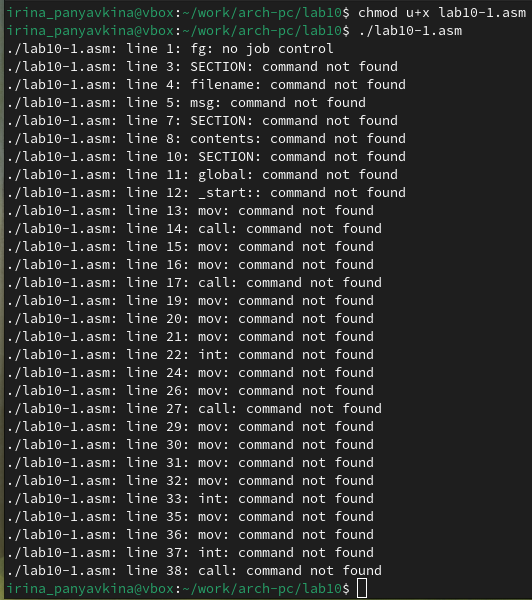 irina_panyavkina@vbox:~/work/arch-pc/lab10$ chmod u+x lab10-1.asm
irina_panyavkina@vbox:~/work/arch-pc/lab10$ ./lab10-1.asm
./lab10-1.asm: line 1: fg: no job control
./lab10-1.asm: line 3: SECTION: command not found
./lab10-1.asm: line 4: filename: command not found
./lab10-1.asm: line 5: msg: command not found
./lab10-1.asm: line 7: SECTION: command not found
./lab10-1.asm: line 8: contents: command not found
./lab10-1.asm: line 10: SECTION: command not found
./lab10-1.asm: line 11: global: command not found
./lab10-1.asm: line 12: _start:: command not found
./lab10-1.asm: line 13: mov: command not found
./lab10-1.asm: line 14: call: command not found
./lab10-1.asm: line 15: mov: command not found
./lab10-1.asm: line 16: mov: command not found
./lab10-1.asm: line 17: call: command not found
./lab10-1.asm: line 19: mov: command not found
./lab10-1.asm: line 20: mov: command not found
./lab10-1.asm: line 21: mov: command not found
./lab10-1.asm: line 22: int: command not found
./lab10-1.asm: line 24: mov: command not found
./lab10-1.asm: line 26: mov: command not found
./lab10-1.asm: line 27: call: command not found
./lab10-1.asm: line 29: mov: command not found
./lab10-1.asm: line 30: mov: command not found
./lab10-1.asm: line 31: mov: command not found
./lab10-1.asm: line 32: mov: command not found
./lab10-1.asm: line 33: int: command not found
./lab10-1.asm: line 35: mov: command not found
./lab10-1.asm: line 36: mov: command not found
./lab10-1.asm: line 37: int: command not found
./lab10-1.asm: line 38: call: command not found
irina_panyavkina@vbox:~/work/arch-pc/lab10$